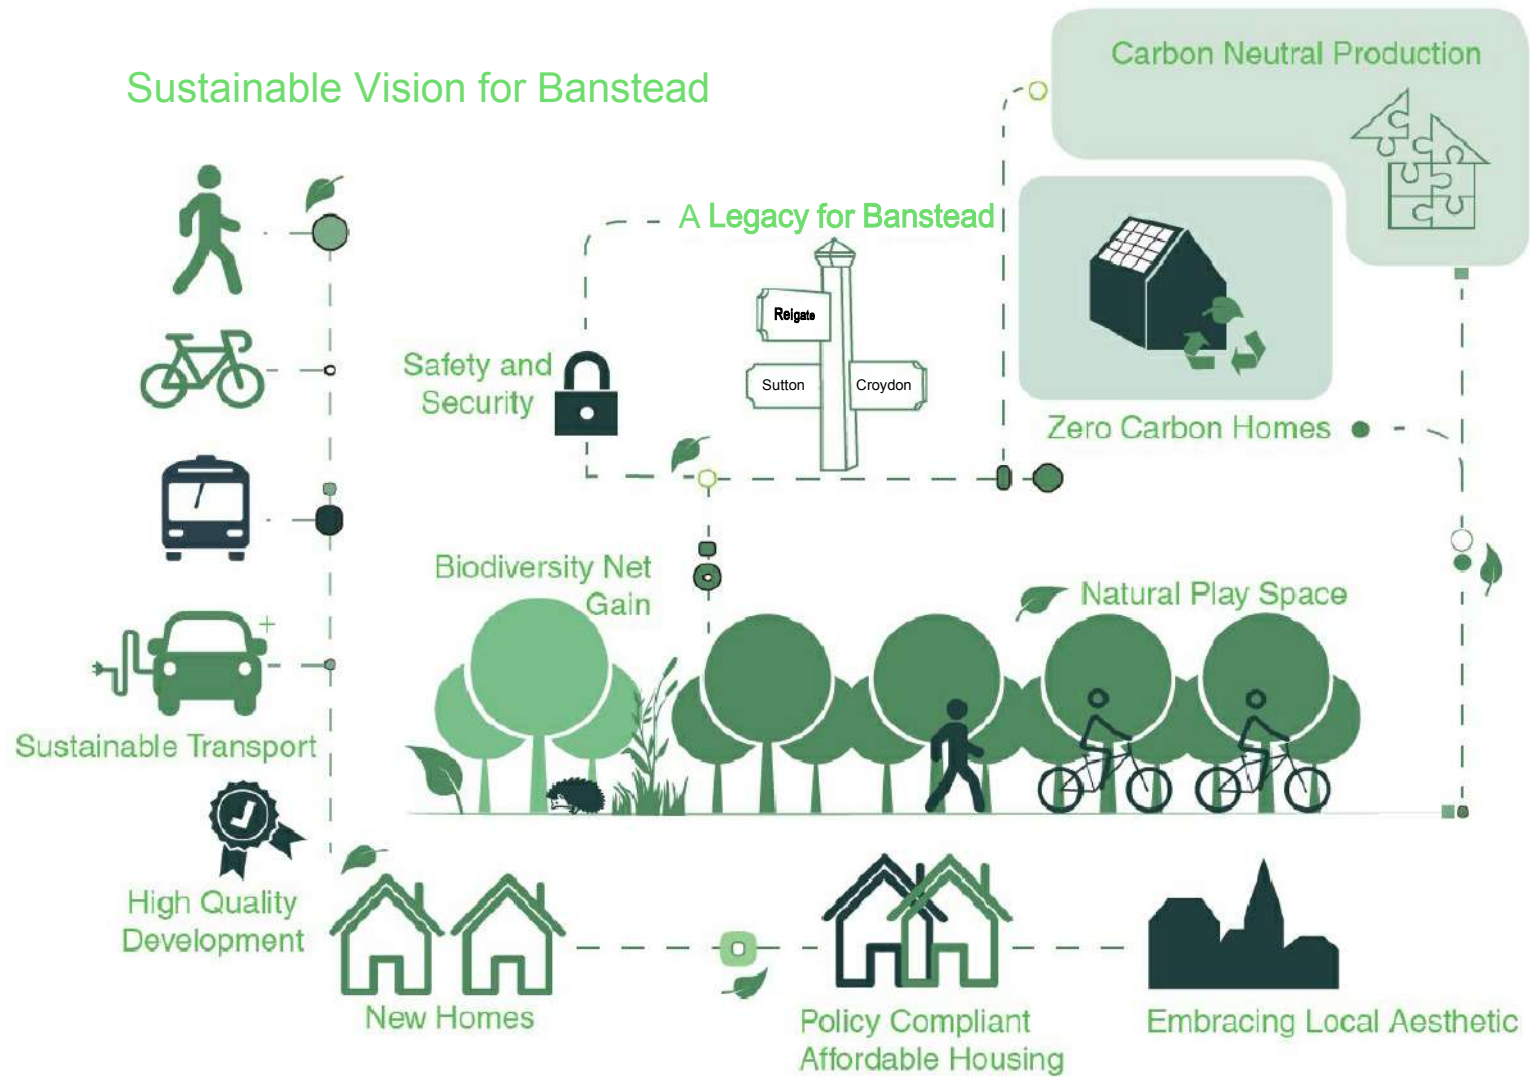 Sustainable Vision for Banstead
Carbon Neutral Production
A Legacy for Banstead
Reigate
Sutton
Croydon
Safety and
Security
Zero Carbon Homes
Biodiversity Net
Gain
Natural Play Space
Sustainable Transport
High Quality
Development
New Homes
Policy Compliant
Affordable Housing
Embracing Local Aesthetic